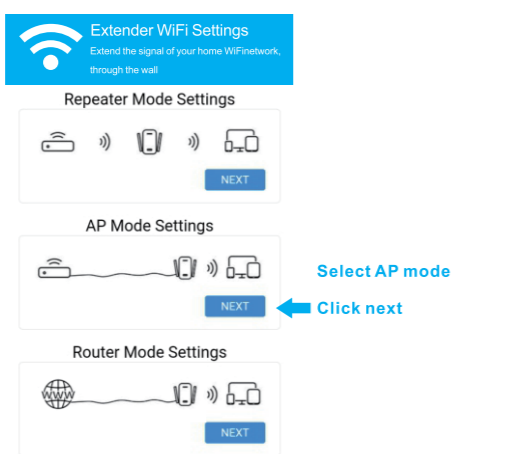 Extender WiFi Settings
Extend the signal of your home WiFinetwork,
through the wall
Repeater Mode Settings
NEXT
AP Mode Settings
Select AP mode
NEXT
Click next
Router Mode Settings
WWW
NEXT